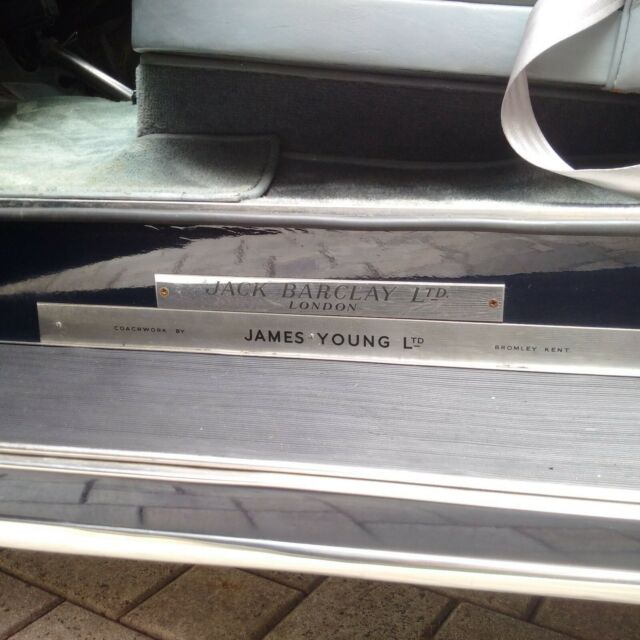 JACK BARCLAY LTD.
LONDON
COACHWORK BY JAMES YOUNG LTD BROMLEY KENT.